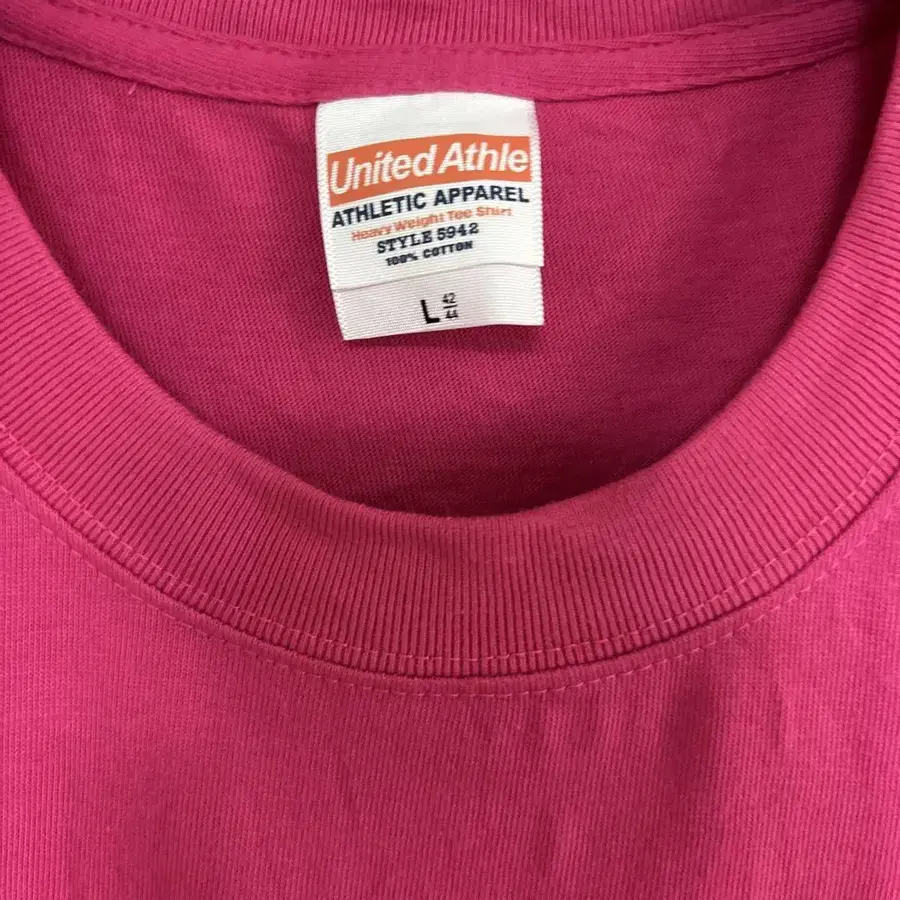 United Athle
ATHLETIC APPAREL
Heavy Weight Tee Shirt
STYLE 5942
100% COTTON
L 42/44